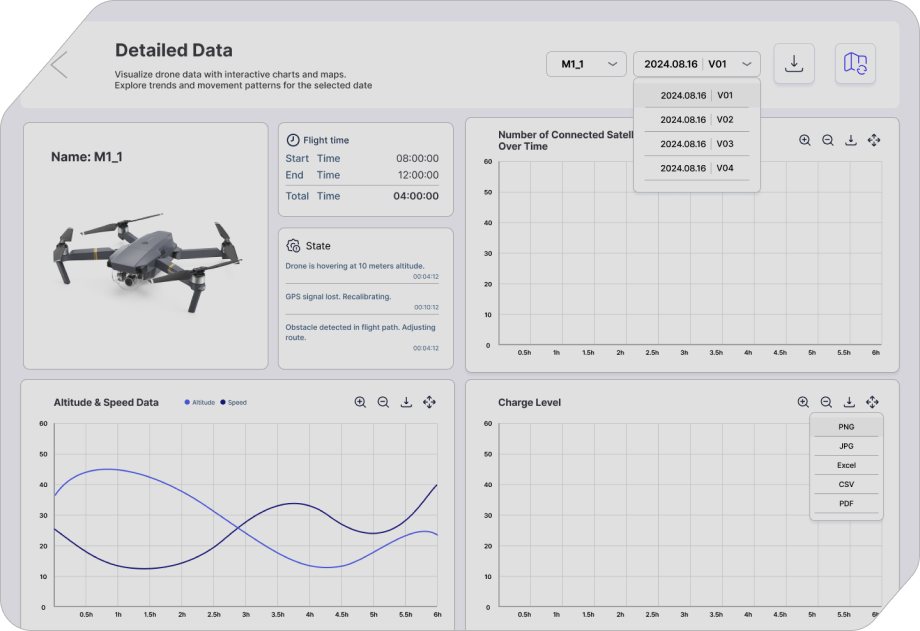 Detailed Data
Visualize drone data with interactive charts and maps.
Explore trends and movement patterns for the selected date
M1_1
2024.08.16 | V01
2024.08.16 | V01
2024.08.16 | V02
2024.08.16 | V03
2024.08.16 | V04
Name: M1_1
Flight time
Start Time 08:00:00
End Time 12:00:00
Total Time 04:00:00
State
Drone is hovering at 10 meters altitude.
00:04:12
GPS signal lost. Recalibrating.
00:10:12
Obstacle detected in flight path. Adjusting
route.
00:04:12
Number of Connected
Over Time
60
50
40
30
20
10
0
0.5h 1h 1.5h 2h 2.5h 3h 3.5h 4h 4.5h 5h 5.5h 6h
Altitude & Speed Data
Altitude Speed
60
50
40
30
20
10
0
0.5h 1h 1.5h 2h 2.5h 3h 3.5h 4h 4.5h 5h 5.5h 6h
Charge Level
PNG
JPG
Excel
CSV
PDF
60
50
40
30
20
10
0
0.5h 1h 1.5h 2h 2.5h 3h 3.5h 4h 4.5h 5h 5.5h 6h